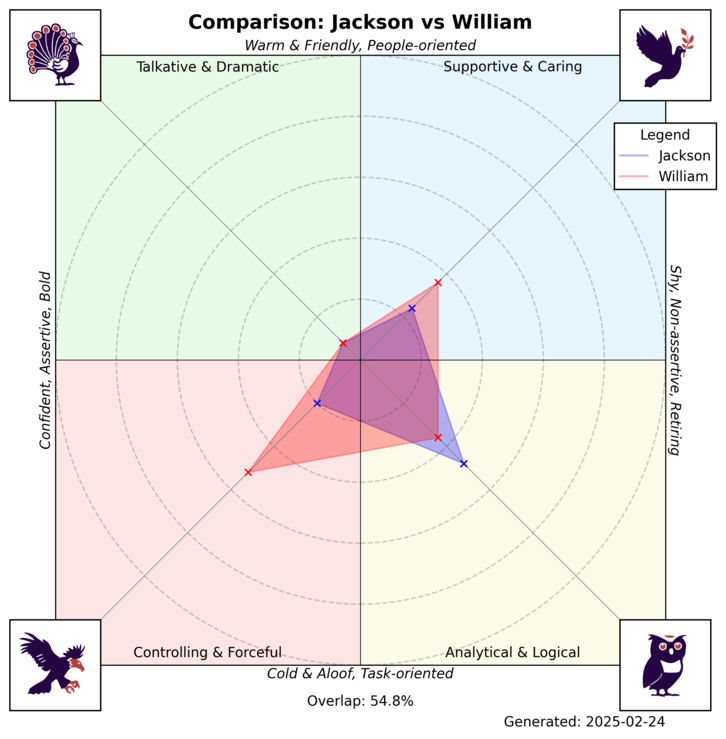 Comparison: Jackson vs William
Warm & Friendly, People-oriented
Talkative & Dramatic
Supportive & Caring
Legend
Jackson
William
Confident, Assertive, Bold
Shy, Non-assertive, Retiring
Controlling & Forceful
Analytical & Logical
Cold & Aloof, Task-oriented
Overlap: 54.8%
Generated: 2025-02-24